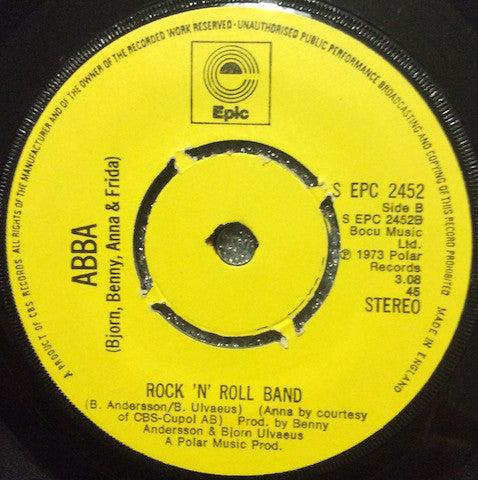 A PRODUCT OF CBS RECORDS. ALL RIGHTS OF THE MANUFACTURER AND OF THE OWNER OF THE RECORDED WORK RESERVED · UNAUTHORISED PUBLIC PERFORMANCE BROADCASTING AND COPYING OF THIS RECORD PROHIBITED
MADE IN ENGLAND
Epic
ABBA
(Bjorn, Benny, Anna & Frida)
S EPC 2452
Side B
S EPC 2452B
Bocu Music
Ltd.
℗ 1973 Polar
Records
3.08
45
STEREO
ROCK 'N' ROLL BAND
(B. Andersson/B. Ulvaeus) (Anna by courtesy
of CBS-Cupol AB) Prod. by Benny
Andersson & Bjorn Ulvaeus
A Polar Music Prod.